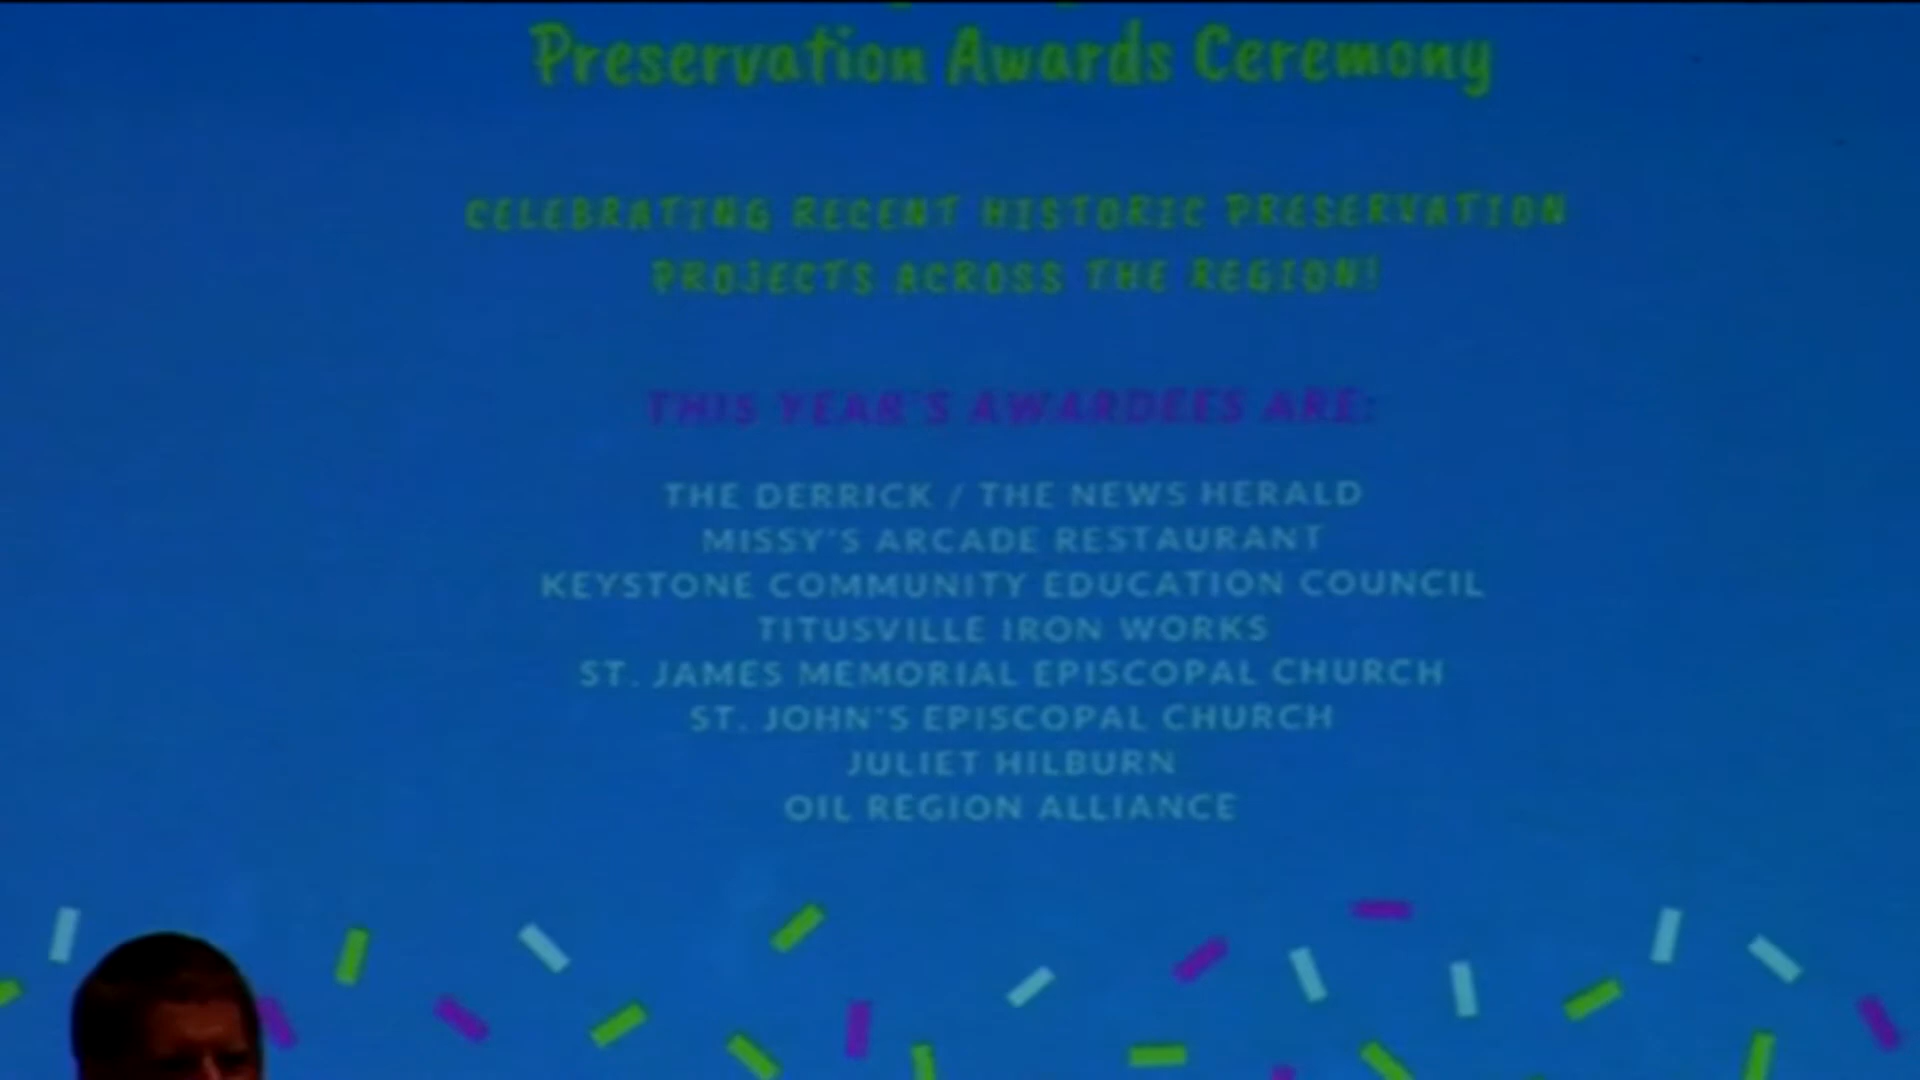 Preservation Awards Ceremony
CELEBRATING RECENT HISTORIC PRESERVATION
PROJECTS ACROSS THE REGION!
THIS YEAR'S AWARDEES ARE:
THE DERRICK / THE NEWS HERALD
MISSY'S ARCADE RESTAURANT
KEYSTONE COMMUNITY EDUCATION COUNCIL
TITUSVILLE IRON WORKS
ST. JAMES MEMORIAL EPISCOPAL CHURCH
ST. JOHN'S EPISCOPAL CHURCH
JULIET HILBURN
OIL REGION ALLIANCE